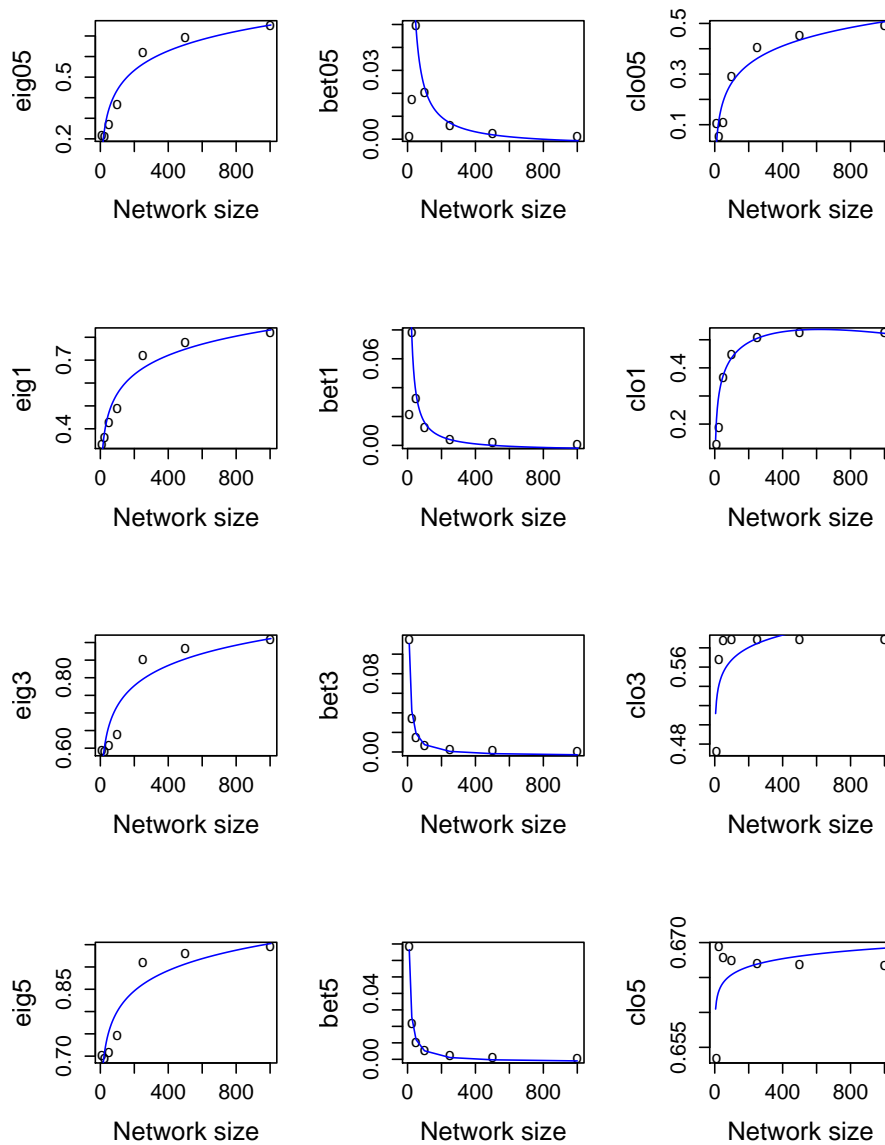 eig05
0.2 0.5
0 400 800
Network size
bet05
0.00 0.03
0 400 800
Network size
clo05
0.1 0.3 0.5
0 400 800
Network size
eig1
0.4 0.7
0 400 800
Network size
bet1
0.00 0.06
0 400 800
Network size
clo1
0.2 0.4
0 400 800
Network size
eig3
0.60 0.80
0 400 800
Network size
bet3
0.00 0.08
0 400 800
Network size
clo3
0.48 0.56
0 400 800
Network size
eig5
0.70 0.85
0 400 800
Network size
bet5
0.00 0.04
0 400 800
Network size
clo5
0.655 0.670
0 400 800
Network size